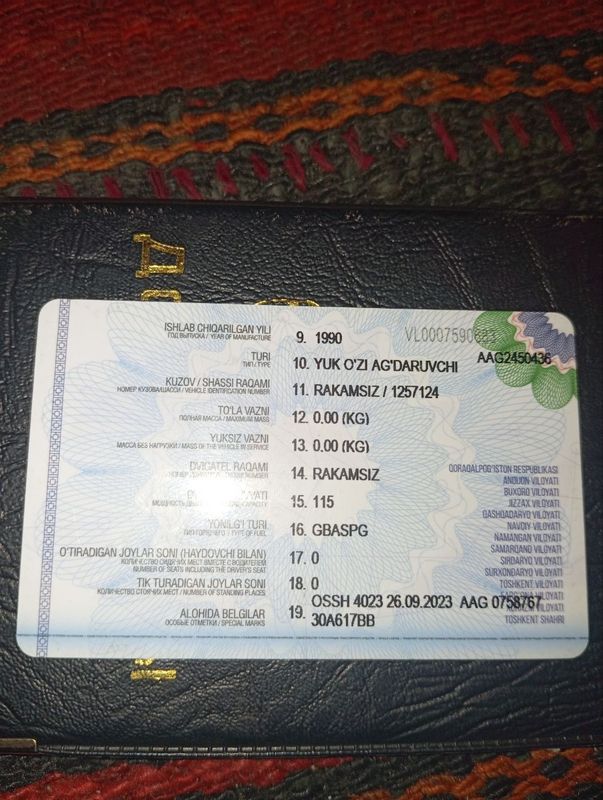 ISHLAB CHIQARILGAN YILI
ГОД ВЫПУСКА / YEAR OF MANUFACTURE
9. 1990
VL0007590683
TURI
ТИП / TYPE
10. YUK O'ZI AG'DARUVCHI
AAG2450436
KUZOV / SHASSI RAQAMI
НОМЕР КУЗОВА/ШАССИ / VEHICLE IDENTIFICATION NUMBER
11. RAKAMSIZ / 1257124
TO'LA VAZNI
ПОЛНАЯ МАССА / MAXIMUM MASS
12. 0.00 (KG)
YUKSIZ VAZNI
МАССА БЕЗ НАГРУЗКИ / MASS OF THE VEHICLE IN SERVICE
13. 0.00 (KG)
DVIGATEL RAQAMI
14. RAKAMSIZ
15. 115
YONILG'I TURI
ТИП ГОРЮЧЕГО / TYPE OF FUEL
16. GBASPG
O'TIRADIGAN JOYLAR SONI (HAYDOVCHI BILAN)
КОЛИЧЕСТВО СИДЯЧИХ МЕСТ ВМЕСТЕ С ВОДИТЕЛЕМ
NUMBER OF SEATS INCLUDING THE DRIVER'S SEAT
17. 0
TIK TURADIGAN JOYLAR SONI
КОЛИЧЕСТВО СТОЯЧИХ МЕСТ / NUMBER OF STANDING PLACES
18. 0
ALOHIDA BELGILAR
ОСОБЫЕ ОТМЕТКИ / SPECIAL MARKS
19. OSSH 4023 26.09.2023 AAG 0758767
30A617BB
QORAQALPOG'ISTON RESPUBLIKASI
ANDIJON VILOYATI
BUXORO VILOYATI
JIZZAX VILOYATI
QASHQADARYO VILOYATI
NAVOIY VILOYATI
NAMANGAN VILOYATI
SAMARQAND VILOYATI
SIRDARYO VILOYATI
SURXONDARYO VILOYATI
TOSHKENT VILOYATI
TOSHKENT SHAHRI